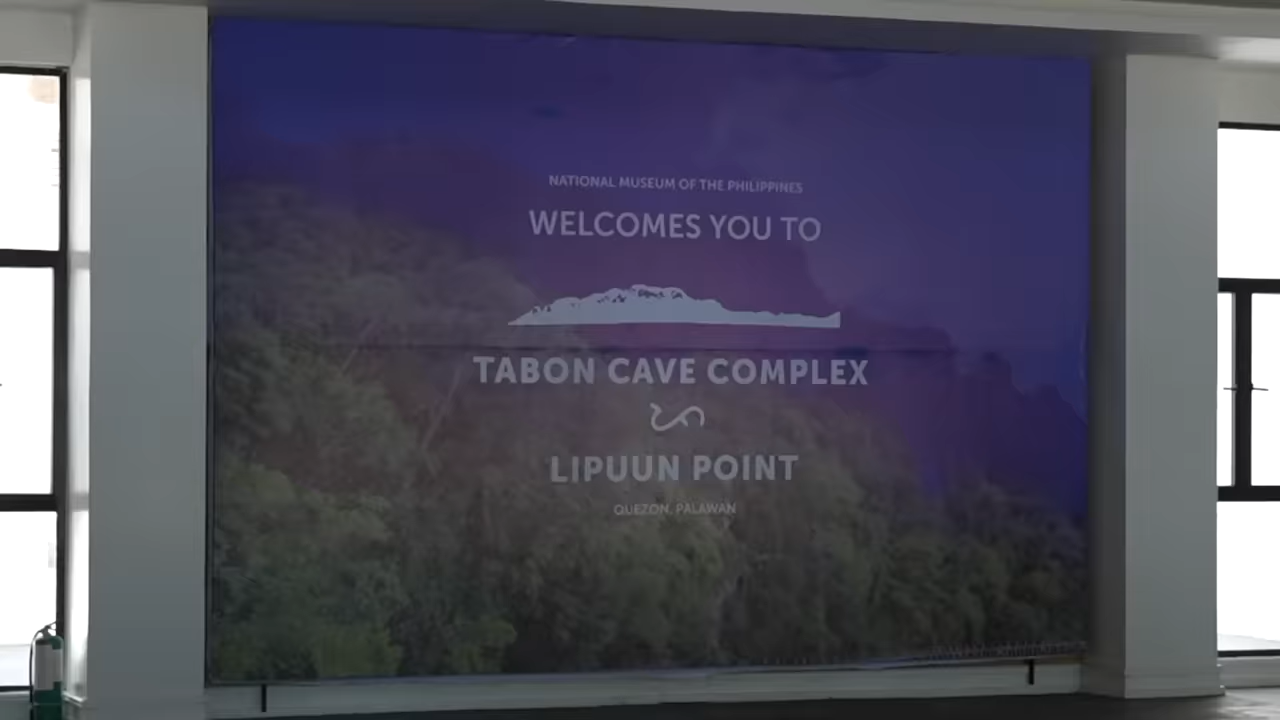 NATIONAL MUSEUM OF THE PHILIPPINES
WELCOMES YOU TO
TABON CAVE COMPLEX
LIPUUN POINT
QUEZON, PALAWAN